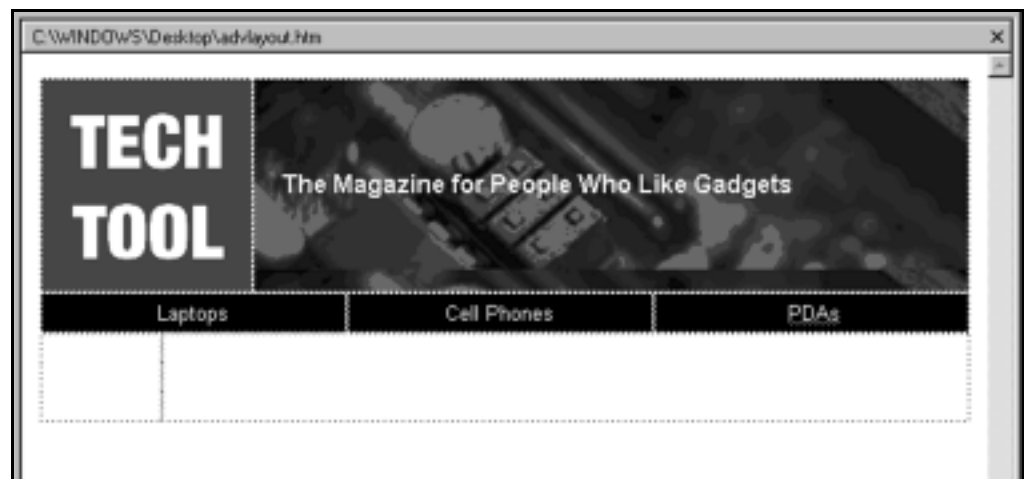 C:\WINDOWS\Desktop\advlayout.htm
TECH
TOOL
The Magazine for People Who Like Gadgets
Laptops Cell Phones PDAs